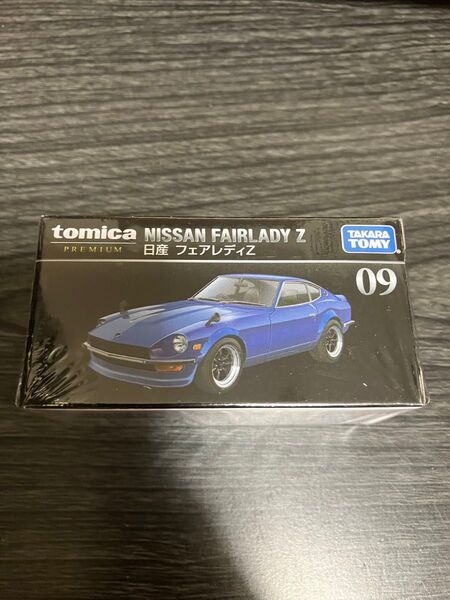 tomica
PREMIUM
NISSAN FAIRLADY Z
日産 フェアレディZ
TAKARA
TOMY
09